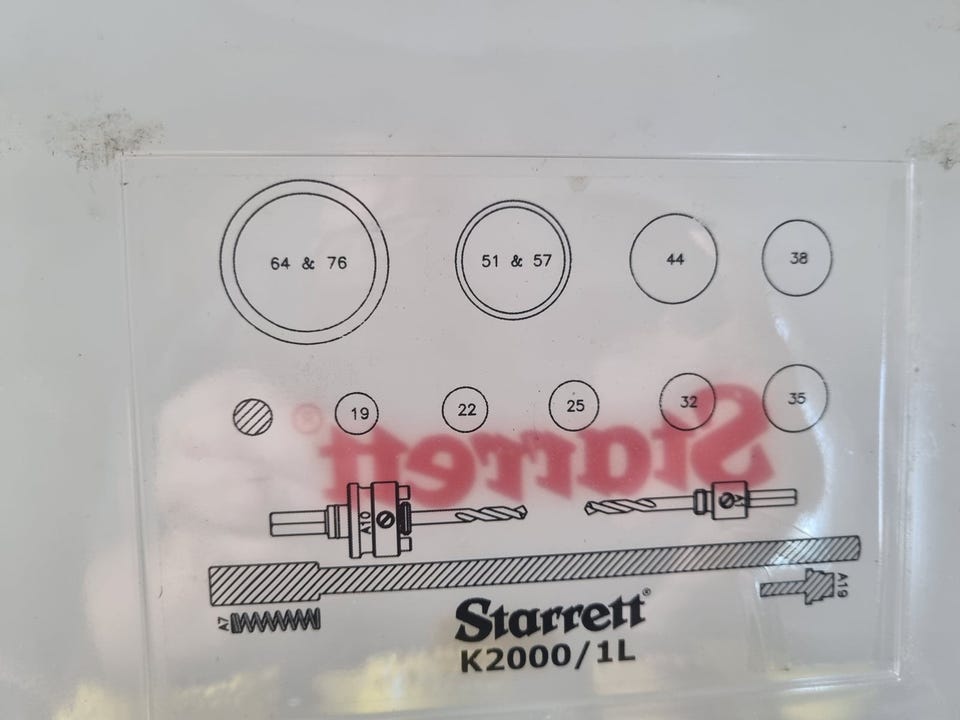 64 & 76
51 & 57
44
38
19
22
25
32
35
Starrett®
A10
A7
A19
Starrett®
K2000/1L